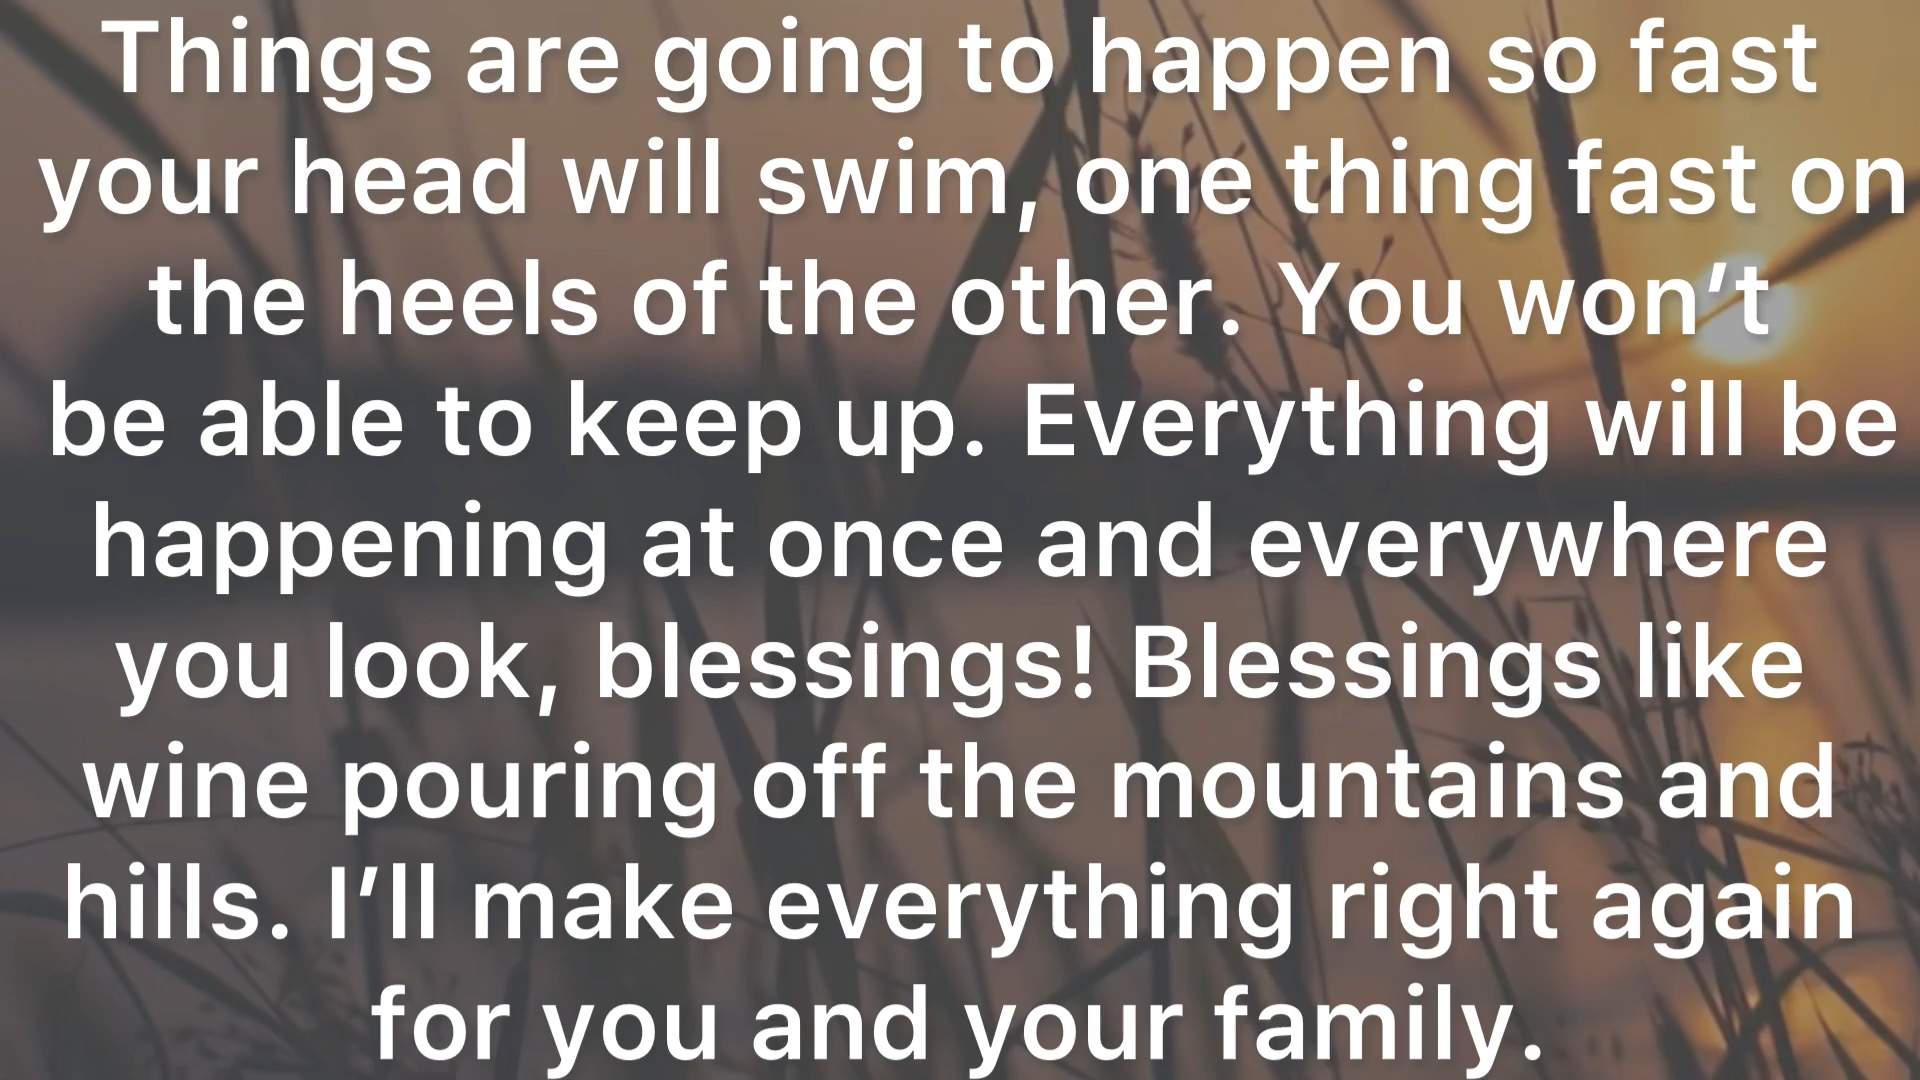 Things are going to happen so fast
your head will swim, one thing fast on
the heels of the other. You won’t
be able to keep up. Everything will be
happening at once and everywhere
you look, blessings! Blessings like
wine pouring off the mountains and
hills. I’ll make everything right again
for you and your family.